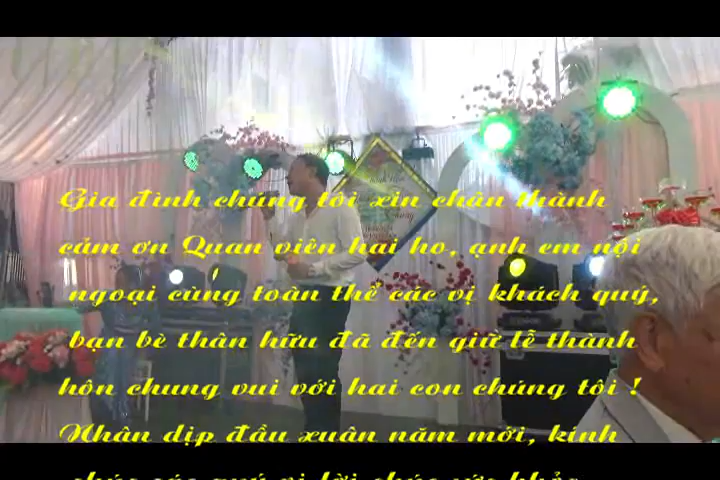 Gia đình chúng tôi xin chân thành
cám ơn Quan viên hai họ, anh em nội
ngoại cùng toàn thể các vị khách quý,
bạn bè thân hữu đã đến giữ lễ thành
hôn chung vui với hai con chúng tôi !
Nhân dịp đầu xuân năm mới, kính